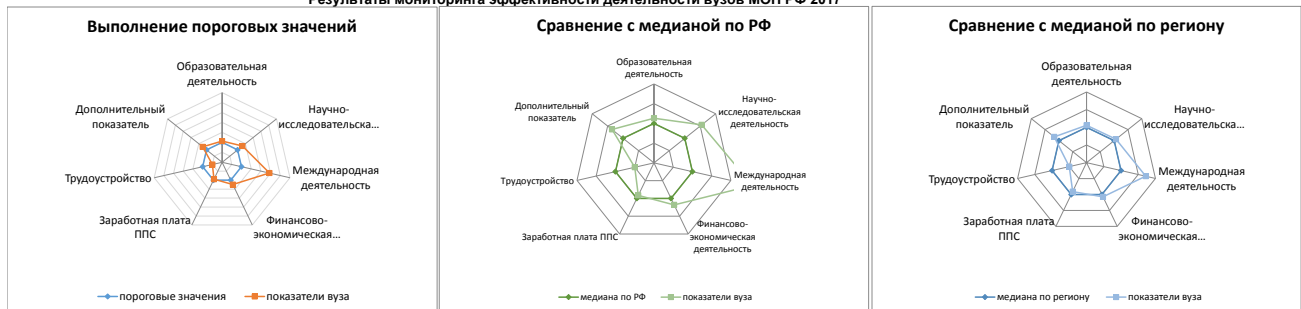 Результаты мониторинга эффективности деятельности вузов МОН РФ 2017
Выполнение пороговых значений
Образовательная
деятельность
Научно-
исследовательска...
Международная
деятельность
Финансово-
экономическая...
Заработная плата
ППС
Трудоустройство
Дополнительный
показатель
пороговые значения
показатели вуза
Сравнение с медианой по РФ
Образовательная
деятельность
Научно-
исследовательская
деятельность
Международная
деятельность
Финансово-
экономическая
деятельность
Заработная плата ППС
Трудоустройство
Дополнительный
показатель
медиана по РФ
показатели вуза
Сравнение с медианой по региону
Образовательная
деятельность
Научно-
исследовательска...
Международная
деятельность
Финансово-
экономическая...
Заработная плата
ППС
Трудоустройство
Дополнительный
показатель
медиана по региону
показатели вуза